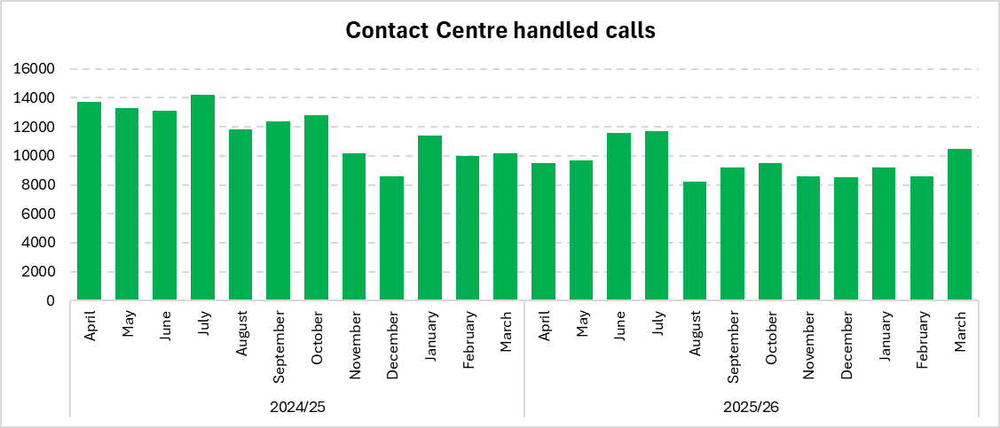 Contact Centre handled calls
16000
14000
12000
10000
8000
6000
4000
2000
0
April
May
June
July
August
September
October
November
December
January
February
March
April
May
June
July
August
September
October
November
December
January
February
March
2024/25
2025/26